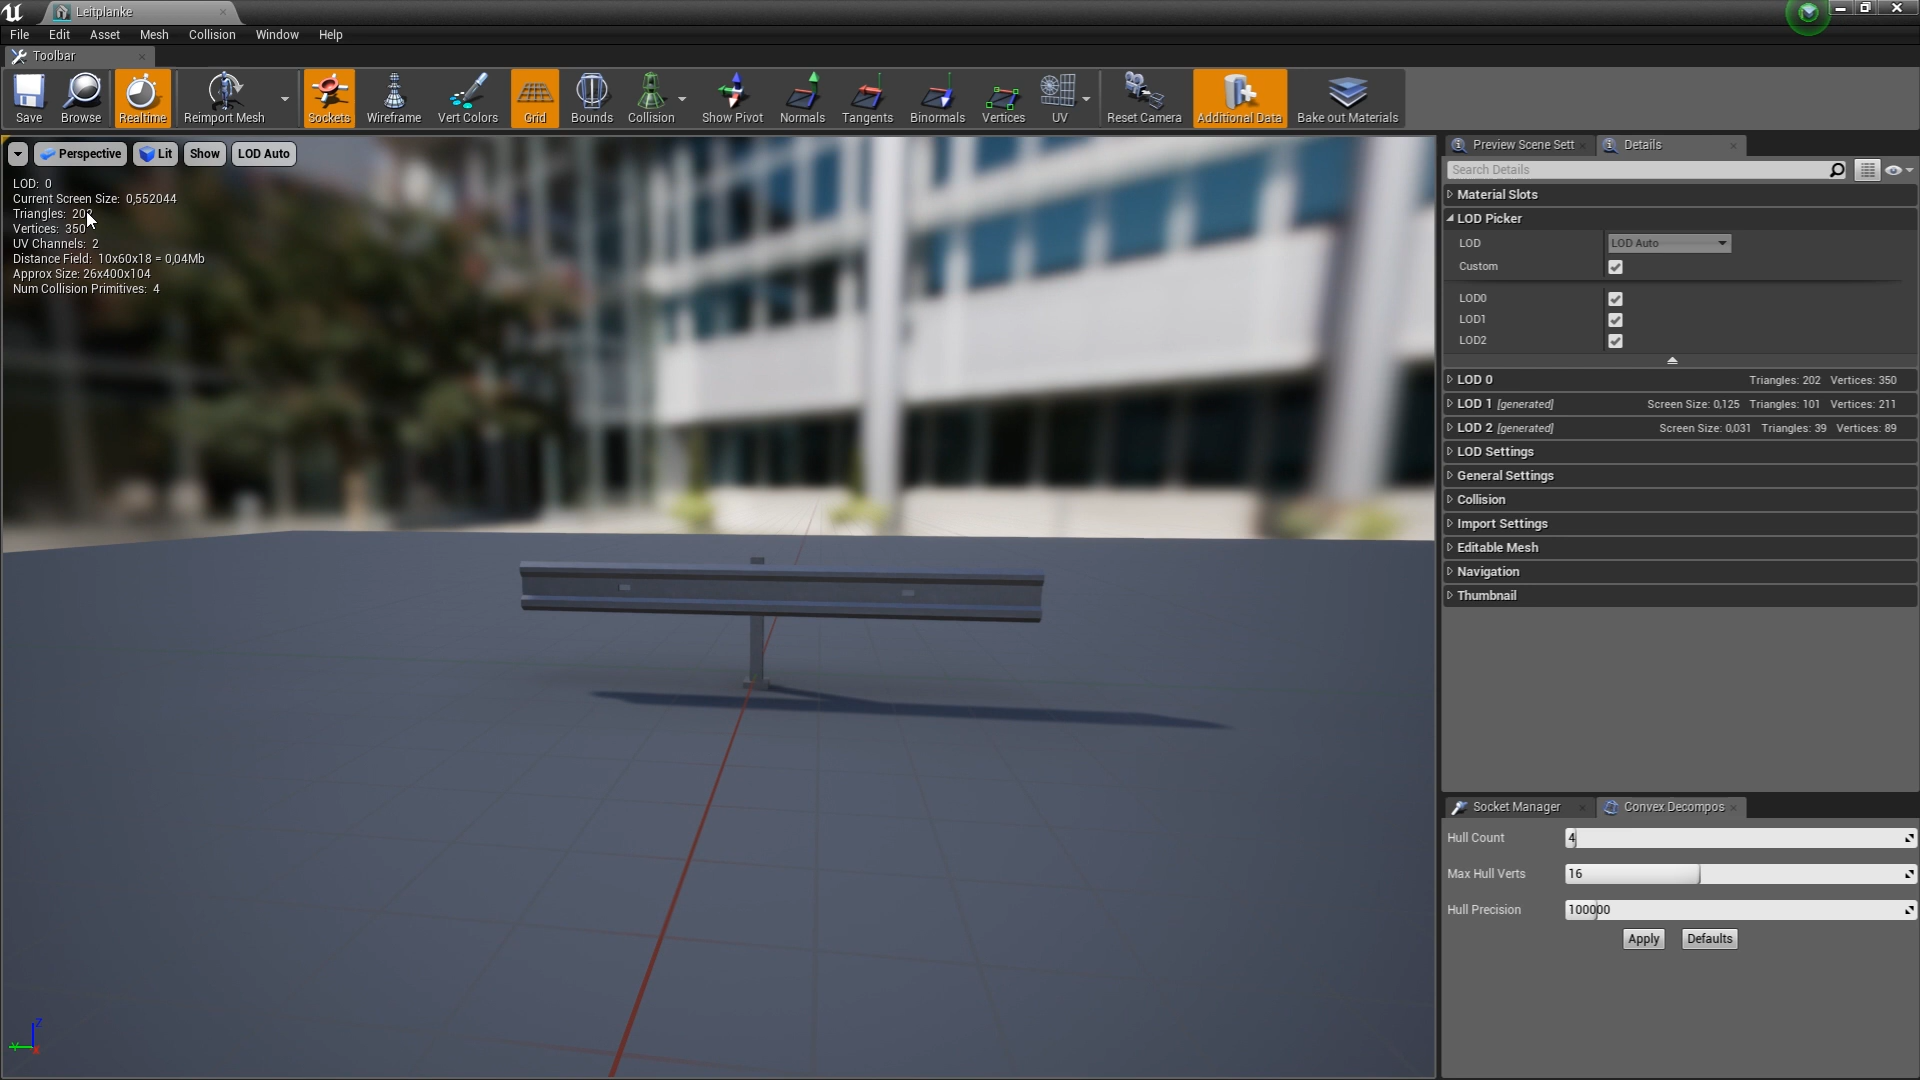 Leitplanke
File Edit Asset Mesh Collision Window Help
Toolbar
Save Browse Realtime Reimport Mesh Sockets Wireframe Vert Colors Grid Bounds Collision Show Pivot Normals Tangents Binormals Vertices UV Reset Camera Additional Data Bake out Materials
Perspective Lit Show LOD Auto
LOD: 0
Current Screen Size: 0,552044
Triangles: 202
Vertices: 350
UV Channels: 2
Distance Field: 10x60x18 = 0,04Mb
Approx Size: 26x400x104
Num Collision Primitives: 4
Preview Scene Sett Details
Search Details
Material Slots
LOD Picker
LOD LOD Auto
Custom
LOD0
LOD1
LOD2
LOD 0 Triangles: 202 Vertices: 350
LOD 1 [generated] Screen Size: 0,125 Triangles: 101 Vertices: 211
LOD 2 [generated] Screen Size: 0,031 Triangles: 39 Vertices: 89
LOD Settings
General Settings
Collision
Import Settings
Editable Mesh
Navigation
Thumbnail
Socket Manager Convex Decompos
Hull Count 4
Max Hull Verts 16
Hull Precision 100000
Apply Defaults
Z
Y
X